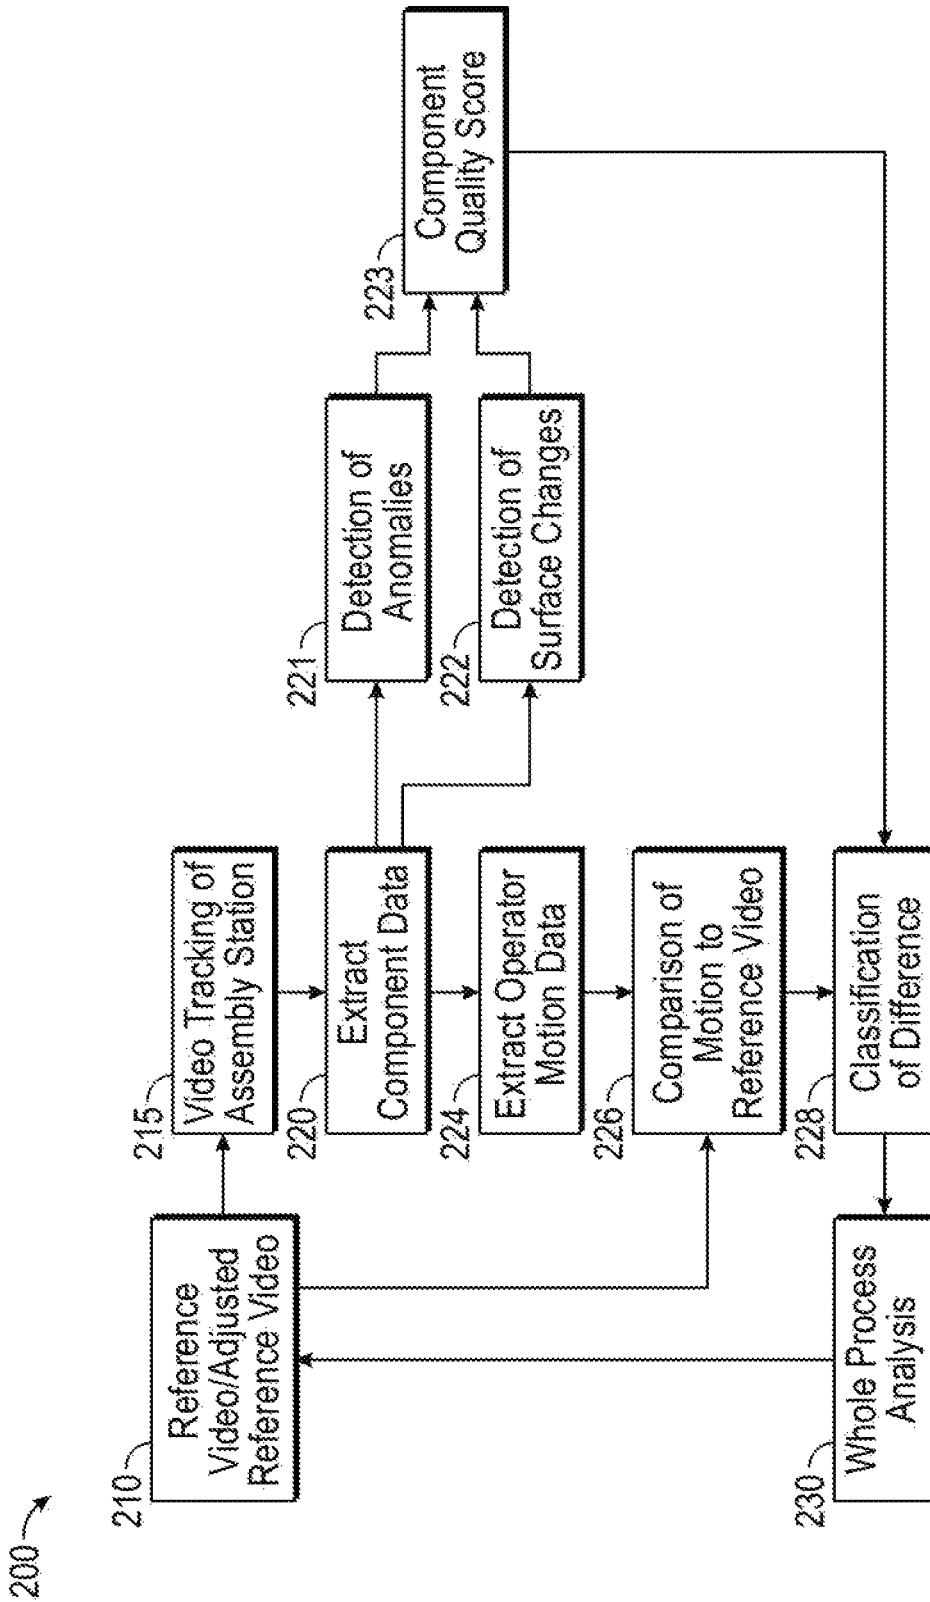 200
210
Reference
Video/Adjusted
Reference Video
215
Video Tracking of
Assembly Station
220
Extract
Component Data
221
Detection of
Anomalies
222
Detection of
Surface Changes
223
Component
Quality Score
224
Extract Operator
Motion Data
226
Comparison of
Motion to
Reference Video
228
Classification
of Difference
230
Whole Process
Analysis